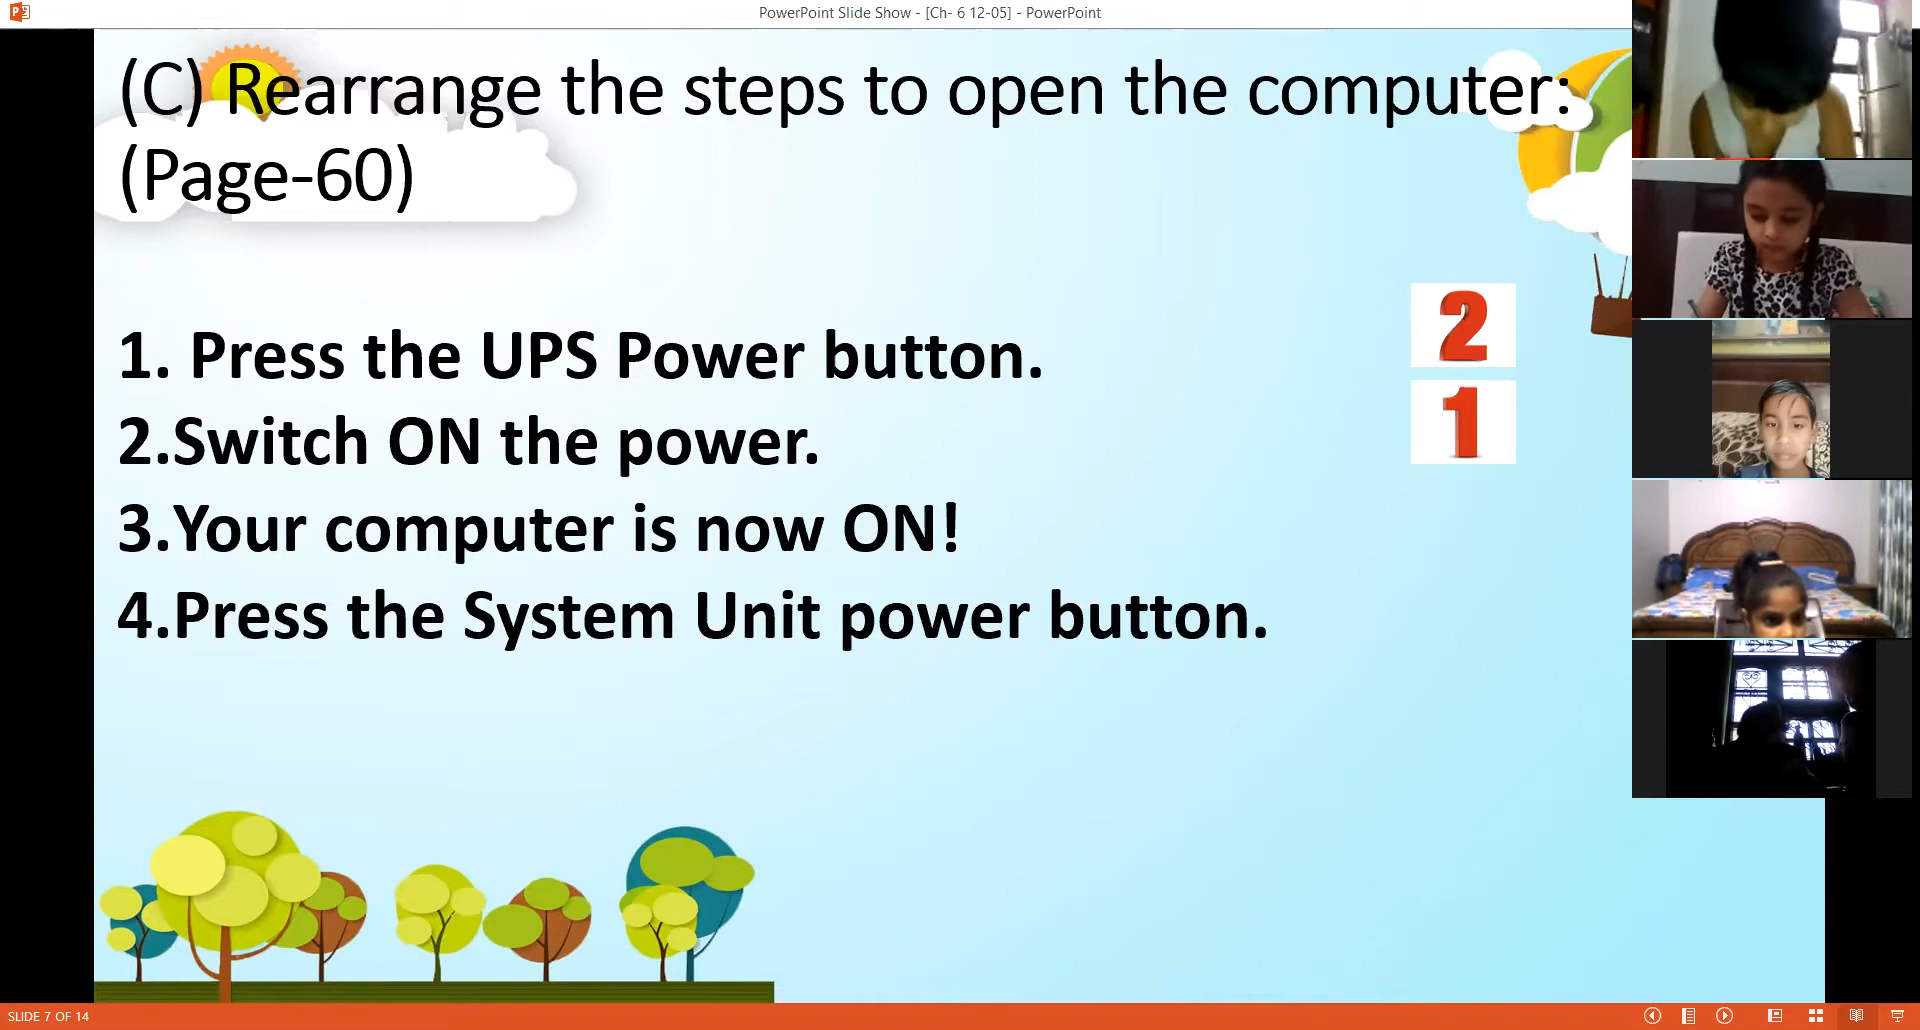 PowerPoint Slide Show - [Ch- 6 12-05] - PowerPoint
(C) Rearrange the steps to open the computer:
(Page-60)
1. Press the UPS Power button.
2
2.Switch ON the power.
1
3.Your computer is now ON!
4.Press the System Unit power button.
SLIDE 7 OF 14